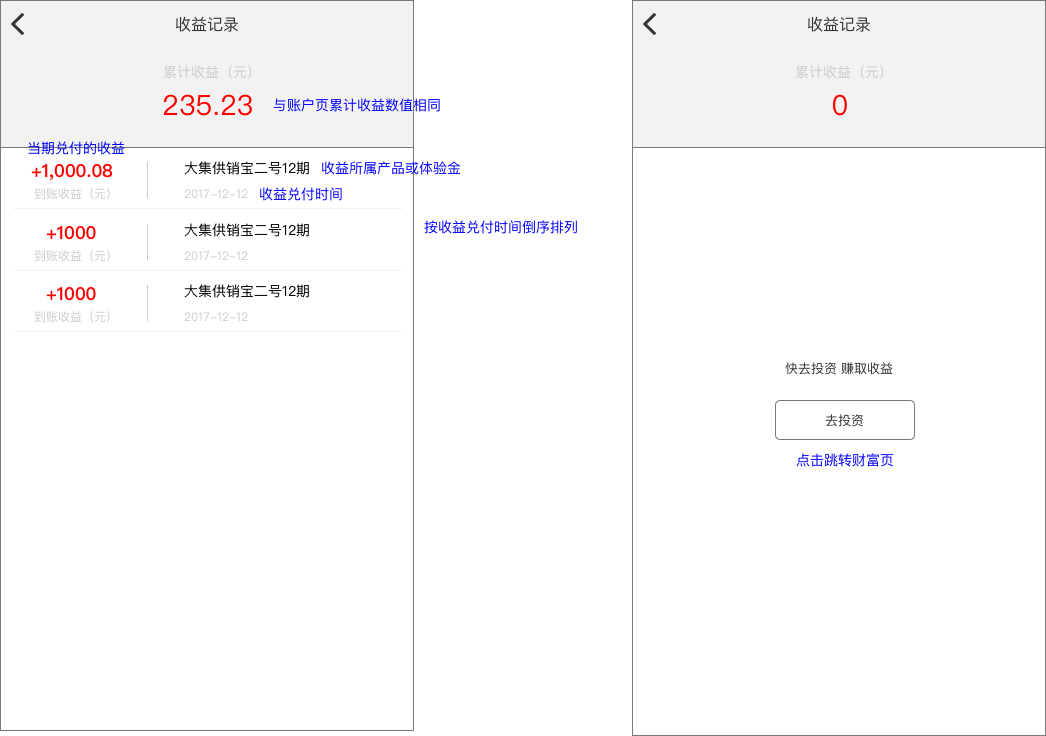 收益记录
累计收益（元）
235.23
与账户页累计收益数值相同
当期兑付的收益
+1,000.08
大集供销宝二号12期
收益所属产品或体验金
到账收益（元）
2017-12-12
收益兑付时间
+1000
大集供销宝二号12期
按收益兑付时间倒序排列
到账收益（元）
2017-12-12
+1000
大集供销宝二号12期
到账收益（元）
2017-12-12
收益记录
累计收益（元）
0
快去投资 赚取收益
去投资
点击跳转财富页